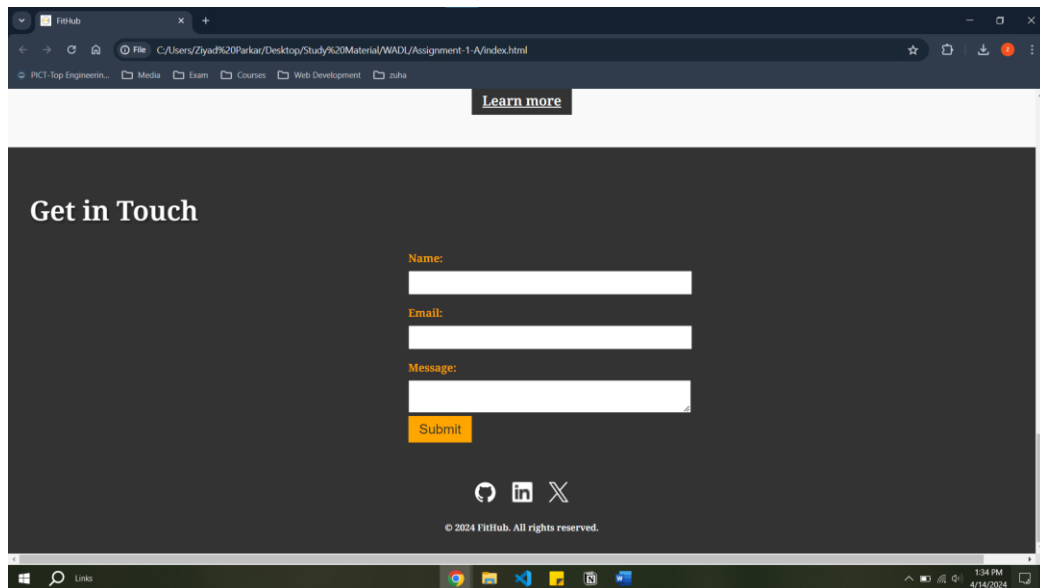 FitHub
File C:/Users/Ziyad%20Parkar/Desktop/Study%20Material/WADL/Assignment-1-A/index.html
PICT-Top Engineerin... Media Exam Courses Web Development zuha
Learn more
Get in Touch
Name:
Email:
Message:
Submit
© 2024 FitHub. All rights reserved.
Links
1:34 PM
4/14/2024